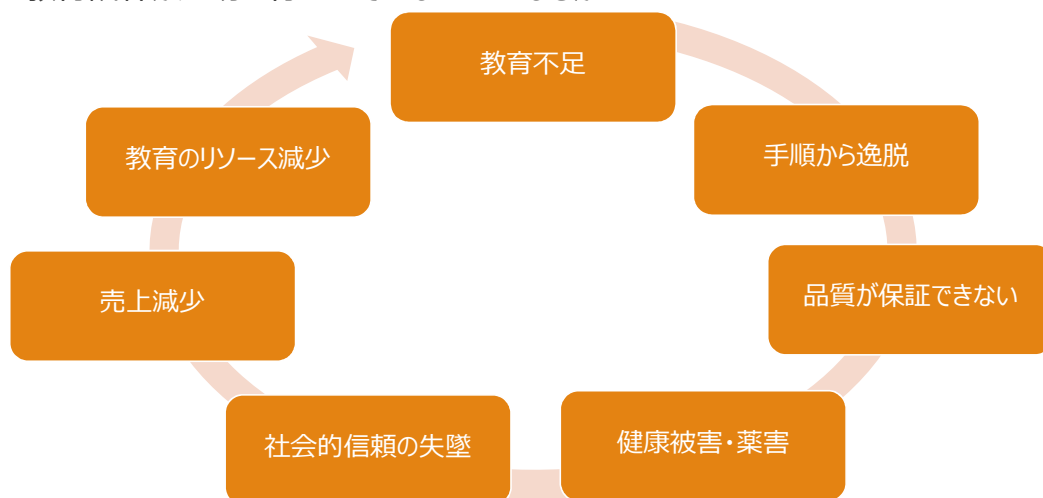 教育不足
手順から逸脱
品質が保証できない
健康被害・薬害
社会的信頼の失墜
売上減少
教育のリソース減少